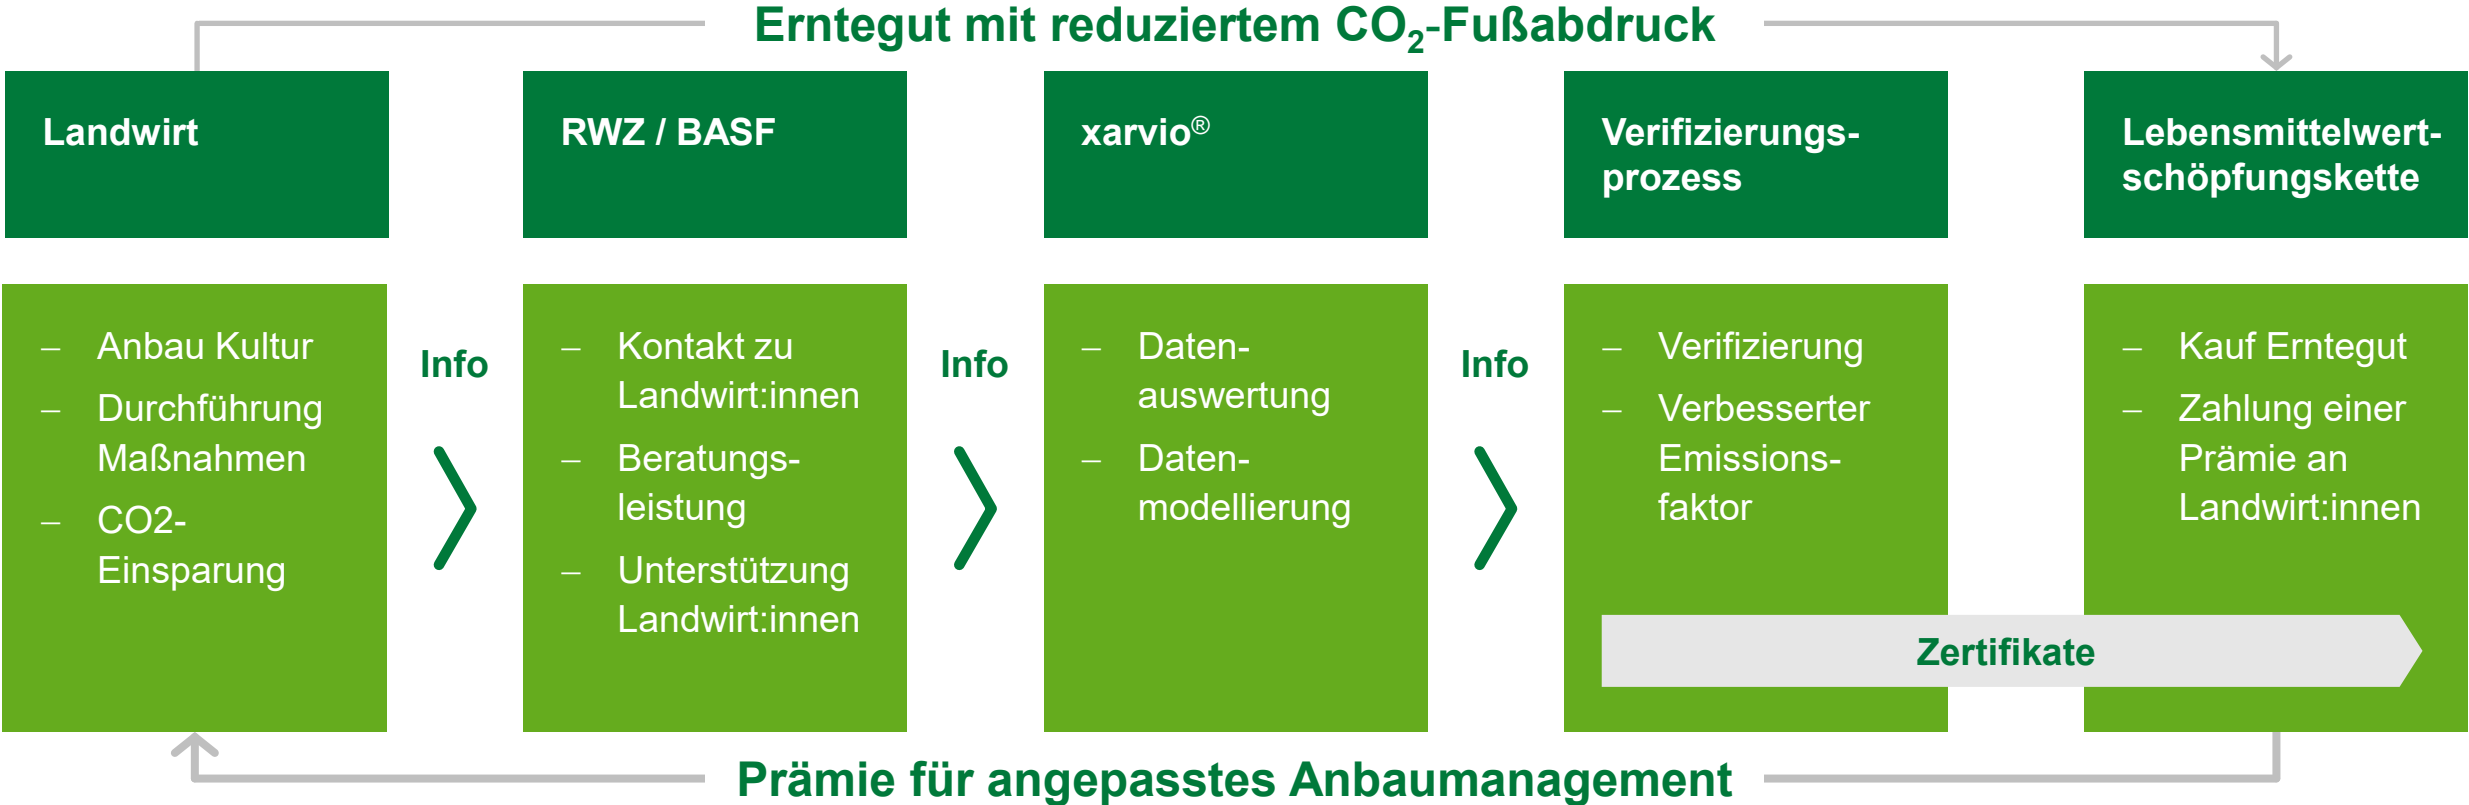 Erntegut mit reduziertem CO₂-Fußabdruck
Landwirt
RWZ / BASF
xarvio®
Verifizierungs-
prozess
Lebensmittelwert-
schöpfungskette
– Anbau Kultur
– Durchführung
Maßnahmen
– CO2-
Einsparung
Info
– Kontakt zu
Landwirt:innen
– Beratungs-
leistung
– Unterstützung
Landwirt:innen
Info
– Daten-
auswertung
– Daten-
modellierung
Info
– Verifizierung
– Verbesserter
Emissions-
faktor
– Kauf Erntegut
– Zahlung einer
Prämie an
Landwirt:innen
Zertifikate
Prämie für angepasstes Anbaumanagement